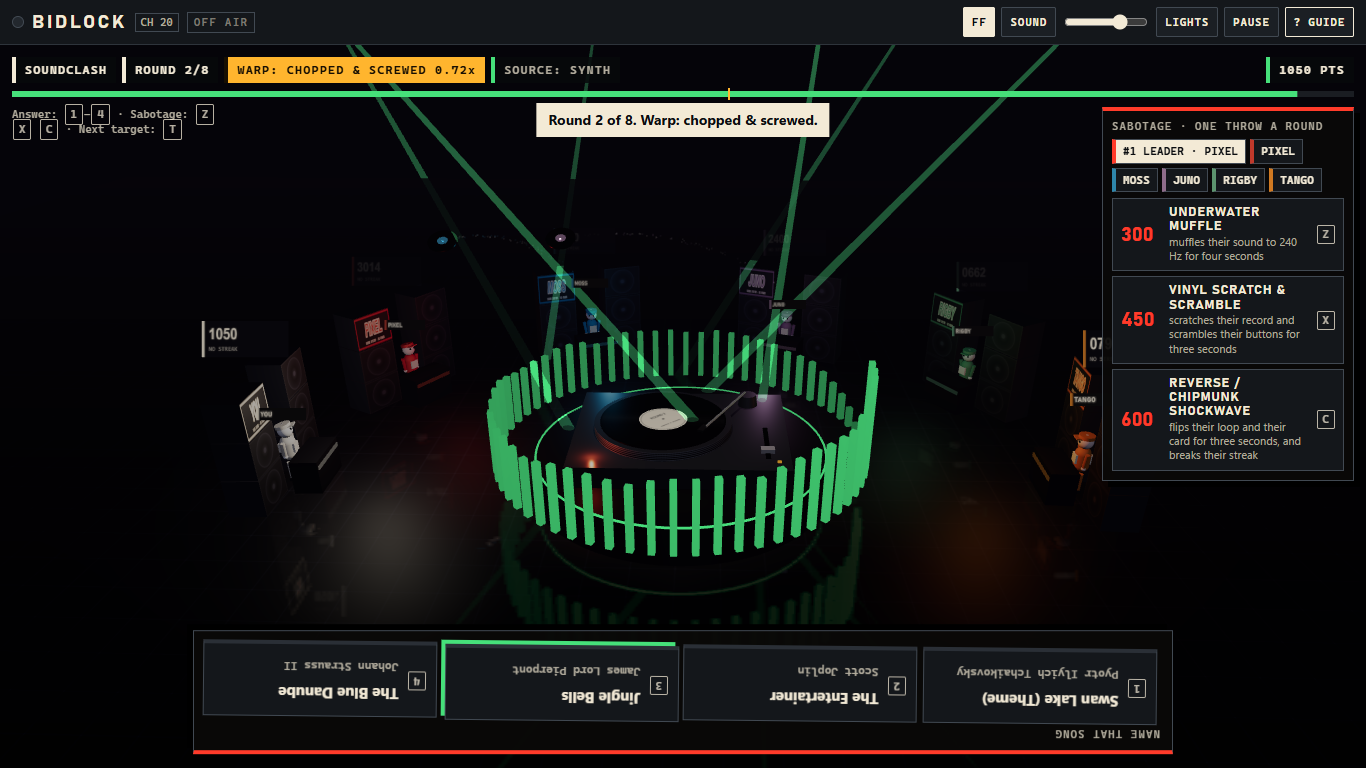 BIDLOCK CH 20 OFF AIR
FF SOUND LIGHTS PAUSE ? GUIDE
SOUNDCLASH ROUND 2/8 WARP: CHOPPED & SCREWED 0.72x SOURCE: SYNTH 1050 PTS
Answer: 1-4 · Sabotage: Z
X C · Next target: T
Round 2 of 8. Warp: chopped & screwed.
SABOTAGE · ONE THROW A ROUND
#1 LEADER · PIXEL PIXEL
MOSS JUNO RIGBY TANGO
300
UNDERWATER
MUFFLE
muffles their sound to 240
Hz for four seconds
Z
450
VINYL SCRATCH &
SCRAMBLE
scratches their record and
scrambles their buttons for
three seconds
X
600
REVERSE /
CHIPMUNK
SHOCKWAVE
flips their loop and their
card for three seconds, and
breaks their streak
C
3014
PIXEL
PIXEL
MOSS
JUNO
JUNO
0662
RIGBY
RIGBY
1050
NO STREAK
YOU
TANGO
NAME THAT SONG
1
Swan Lake (Theme)
Pyotr Ilyich Tchaikovsky
2
The Entertainer
Scott Joplin
3
Jingle Bells
James Lord Pierpont
4
The Blue Danube
Johann Strauss II